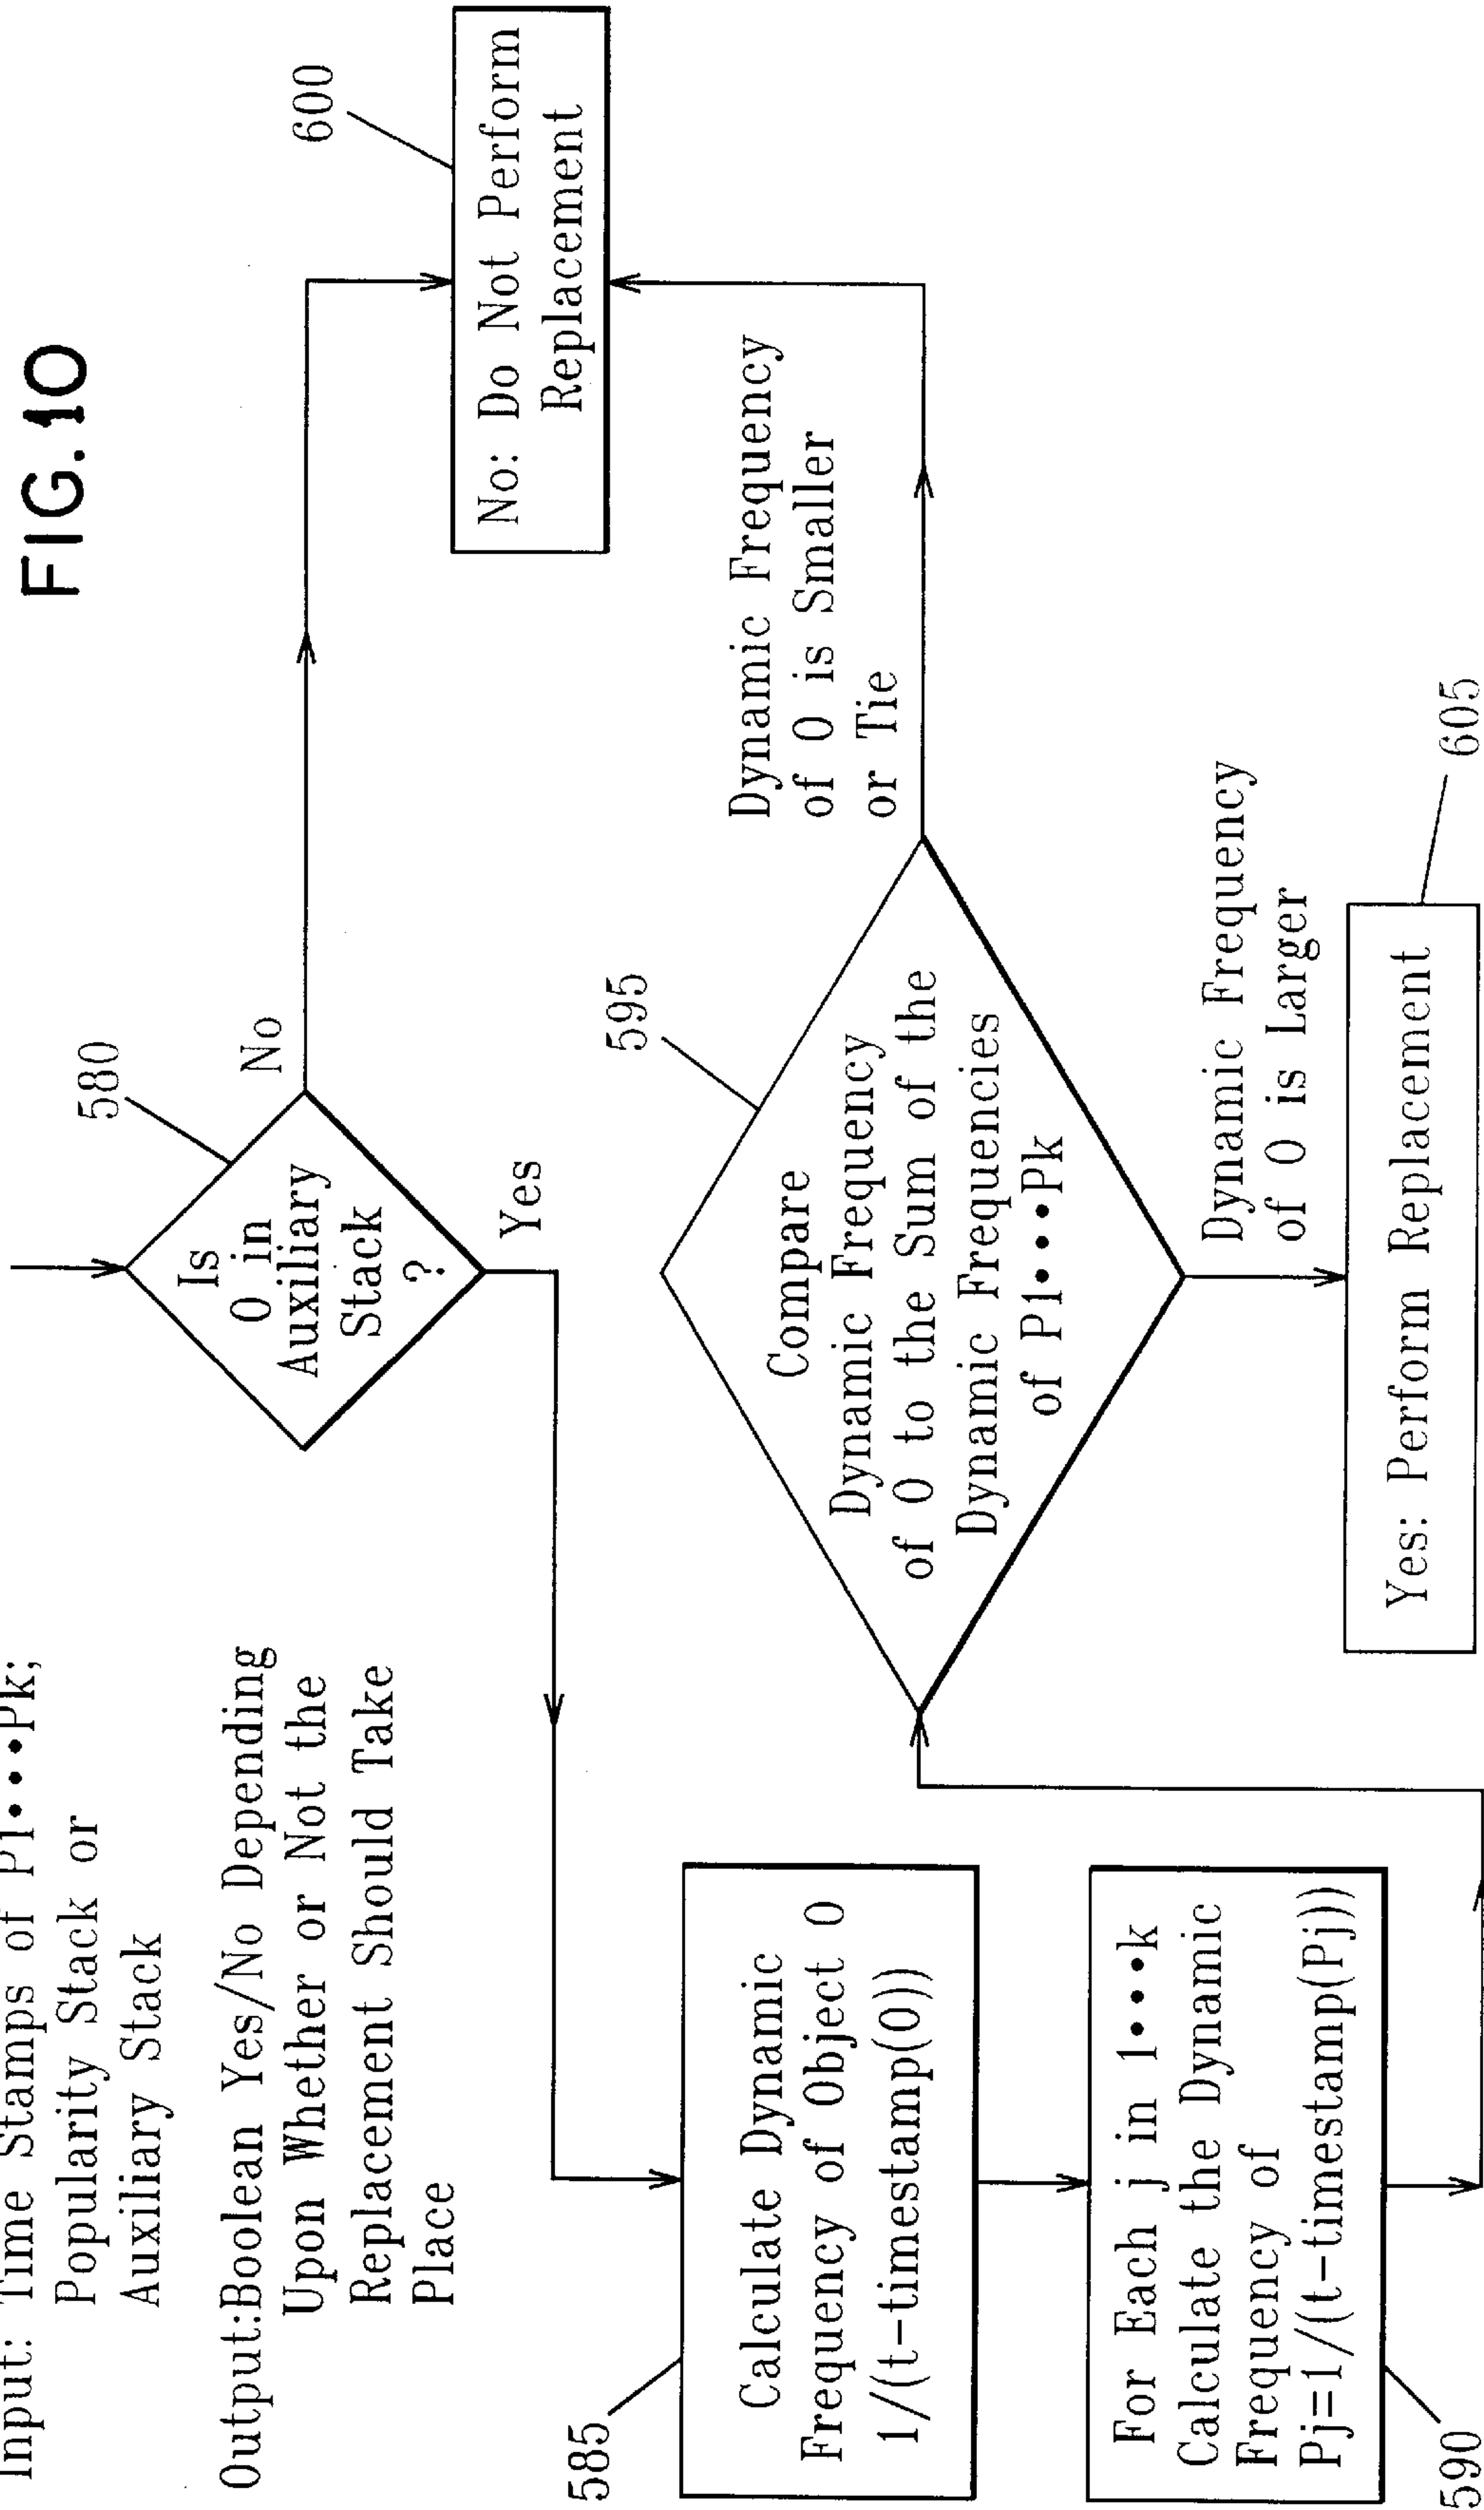 FIG. 10
Input: Time Stamps of P1•••Pk;
Popularity Stack or
Auxiliary Stack
Output:Boolean Yes/No Depending
Upon Whether or Not the
Replacement Should Take
Place
580
Is
O in
Auxiliary
Stack
?
No
Yes
600
No: Do Not Perform
Replacement
585
Calculate Dynamic
Frequency of Object O
1/(t-timestamp(O))
590
For Each j in 1•••k
Calculate the Dynamic
Frequency of
Pj=1/(t-timestamp(Pj))
595
Compare
Dynamic Frequency
of O to the Sum of the
Dynamic Frequencies
of P1•••Pk
Dynamic Frequency
of O is Smaller
or Tie
Dynamic Frequency
of O is Larger
605
Yes: Perform Replacement